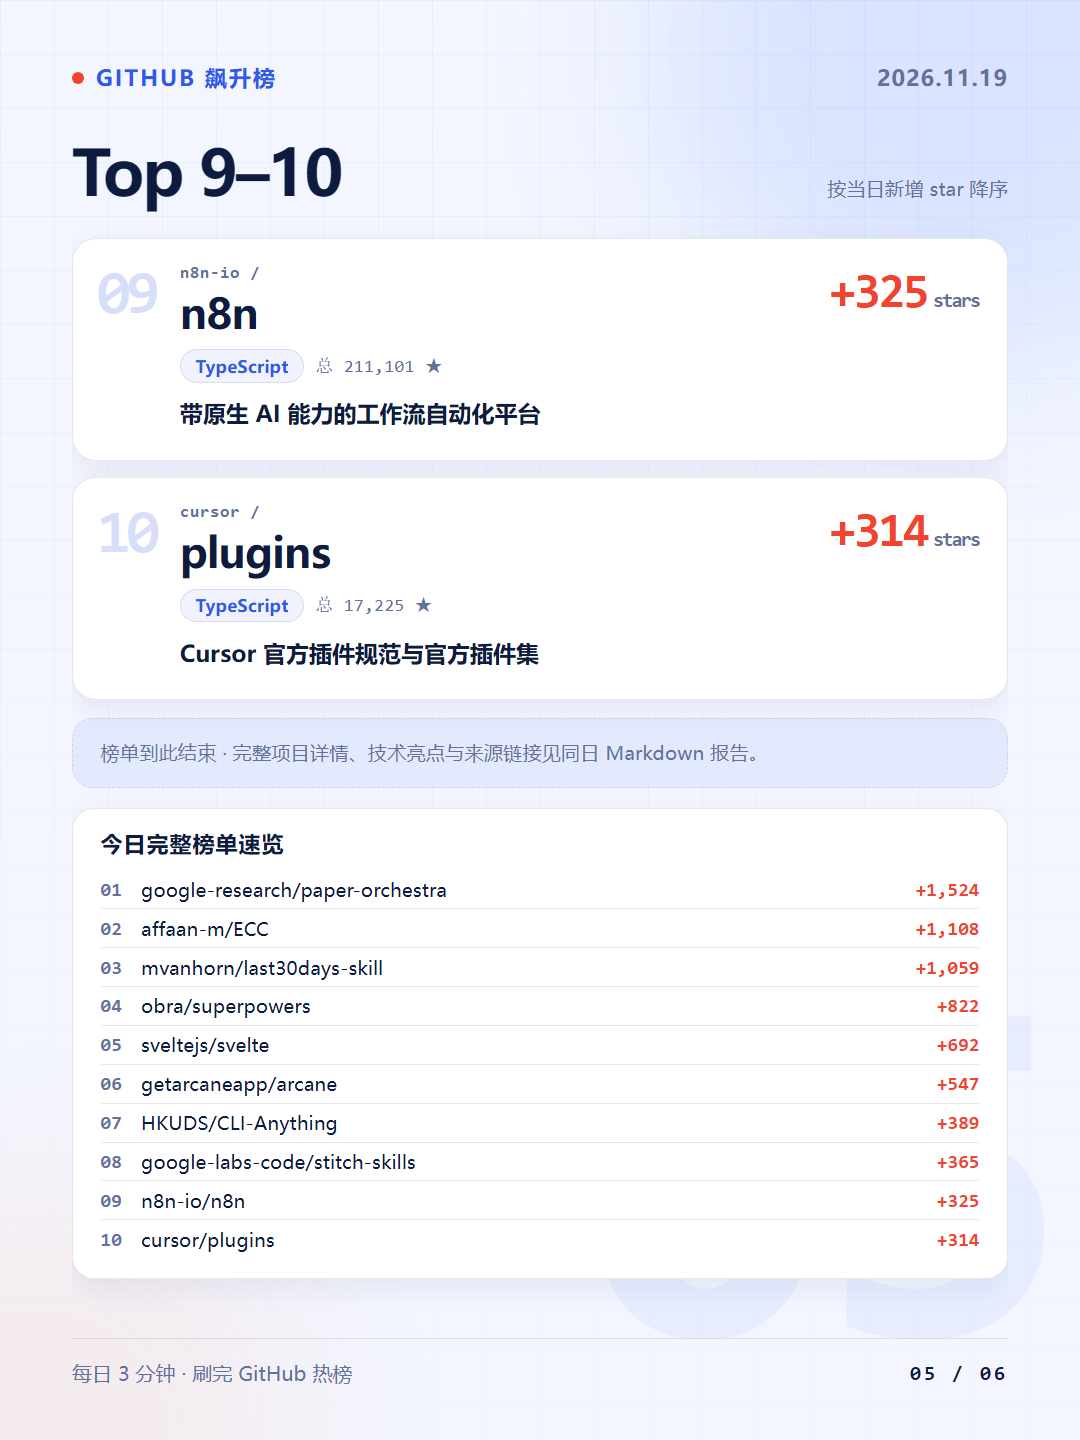 GITHUB 飙升榜
2026.11.19
Top 9–10
按当日新增 star 降序
09
n8n-io /
n8n
+325 stars
TypeScript 总 211,101 ★
带原生 AI 能力的工作流自动化平台
10
cursor /
plugins
+314 stars
TypeScript 总 17,225 ★
Cursor 官方插件规范与官方插件集
榜单到此结束 · 完整项目详情、技术亮点与来源链接见同日 Markdown 报告。
今日完整榜单速览
01 google-research/paper-orchestra +1,524
02 affaan-m/ECC +1,108
03 mvanhorn/last30days-skill +1,059
04 obra/superpowers +822
05 sveltejs/svelte +692
06 getarcaneapp/arcane +547
07 HKUDS/CLI-Anything +389
08 google-labs-code/stitch-skills +365
09 n8n-io/n8n +325
10 cursor/plugins +314
每日 3 分钟 · 刷完 GitHub 热榜
05 / 06